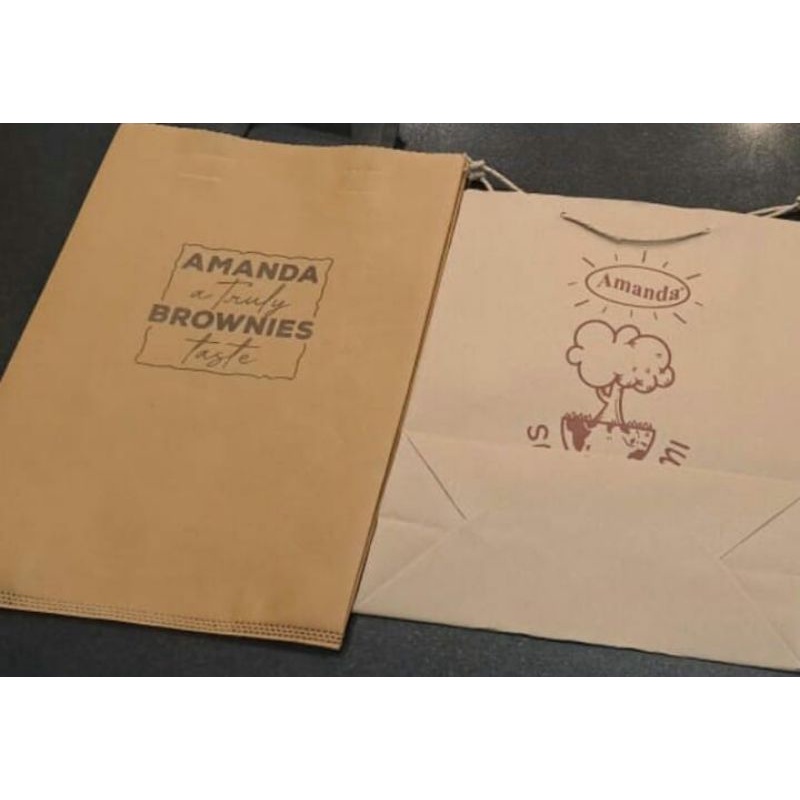 AMANDA
a Truly
BROWNIES
taste
Amanda®